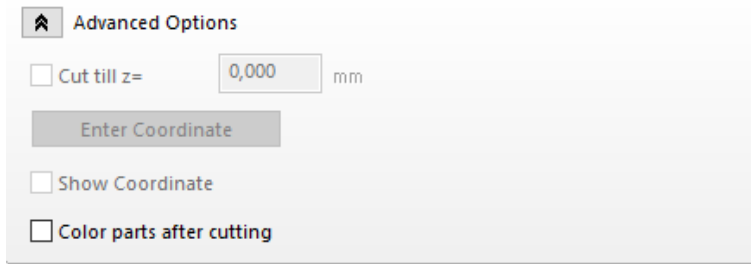 Advanced Options
Cut till z= 0,000 mm
Enter Coordinate
Show Coordinate
Color parts after cutting